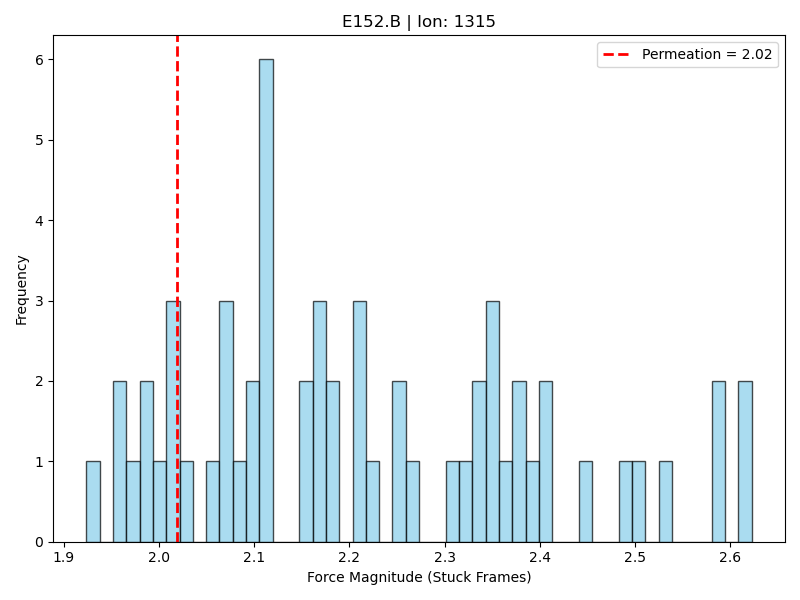 E152.B | Ion: 1315
Permeation = 2.02
Frequency
6
5
4
3
2
1
0
1.9 2.0 2.1 2.2 2.3 2.4 2.5 2.6
Force Magnitude (Stuck Frames)